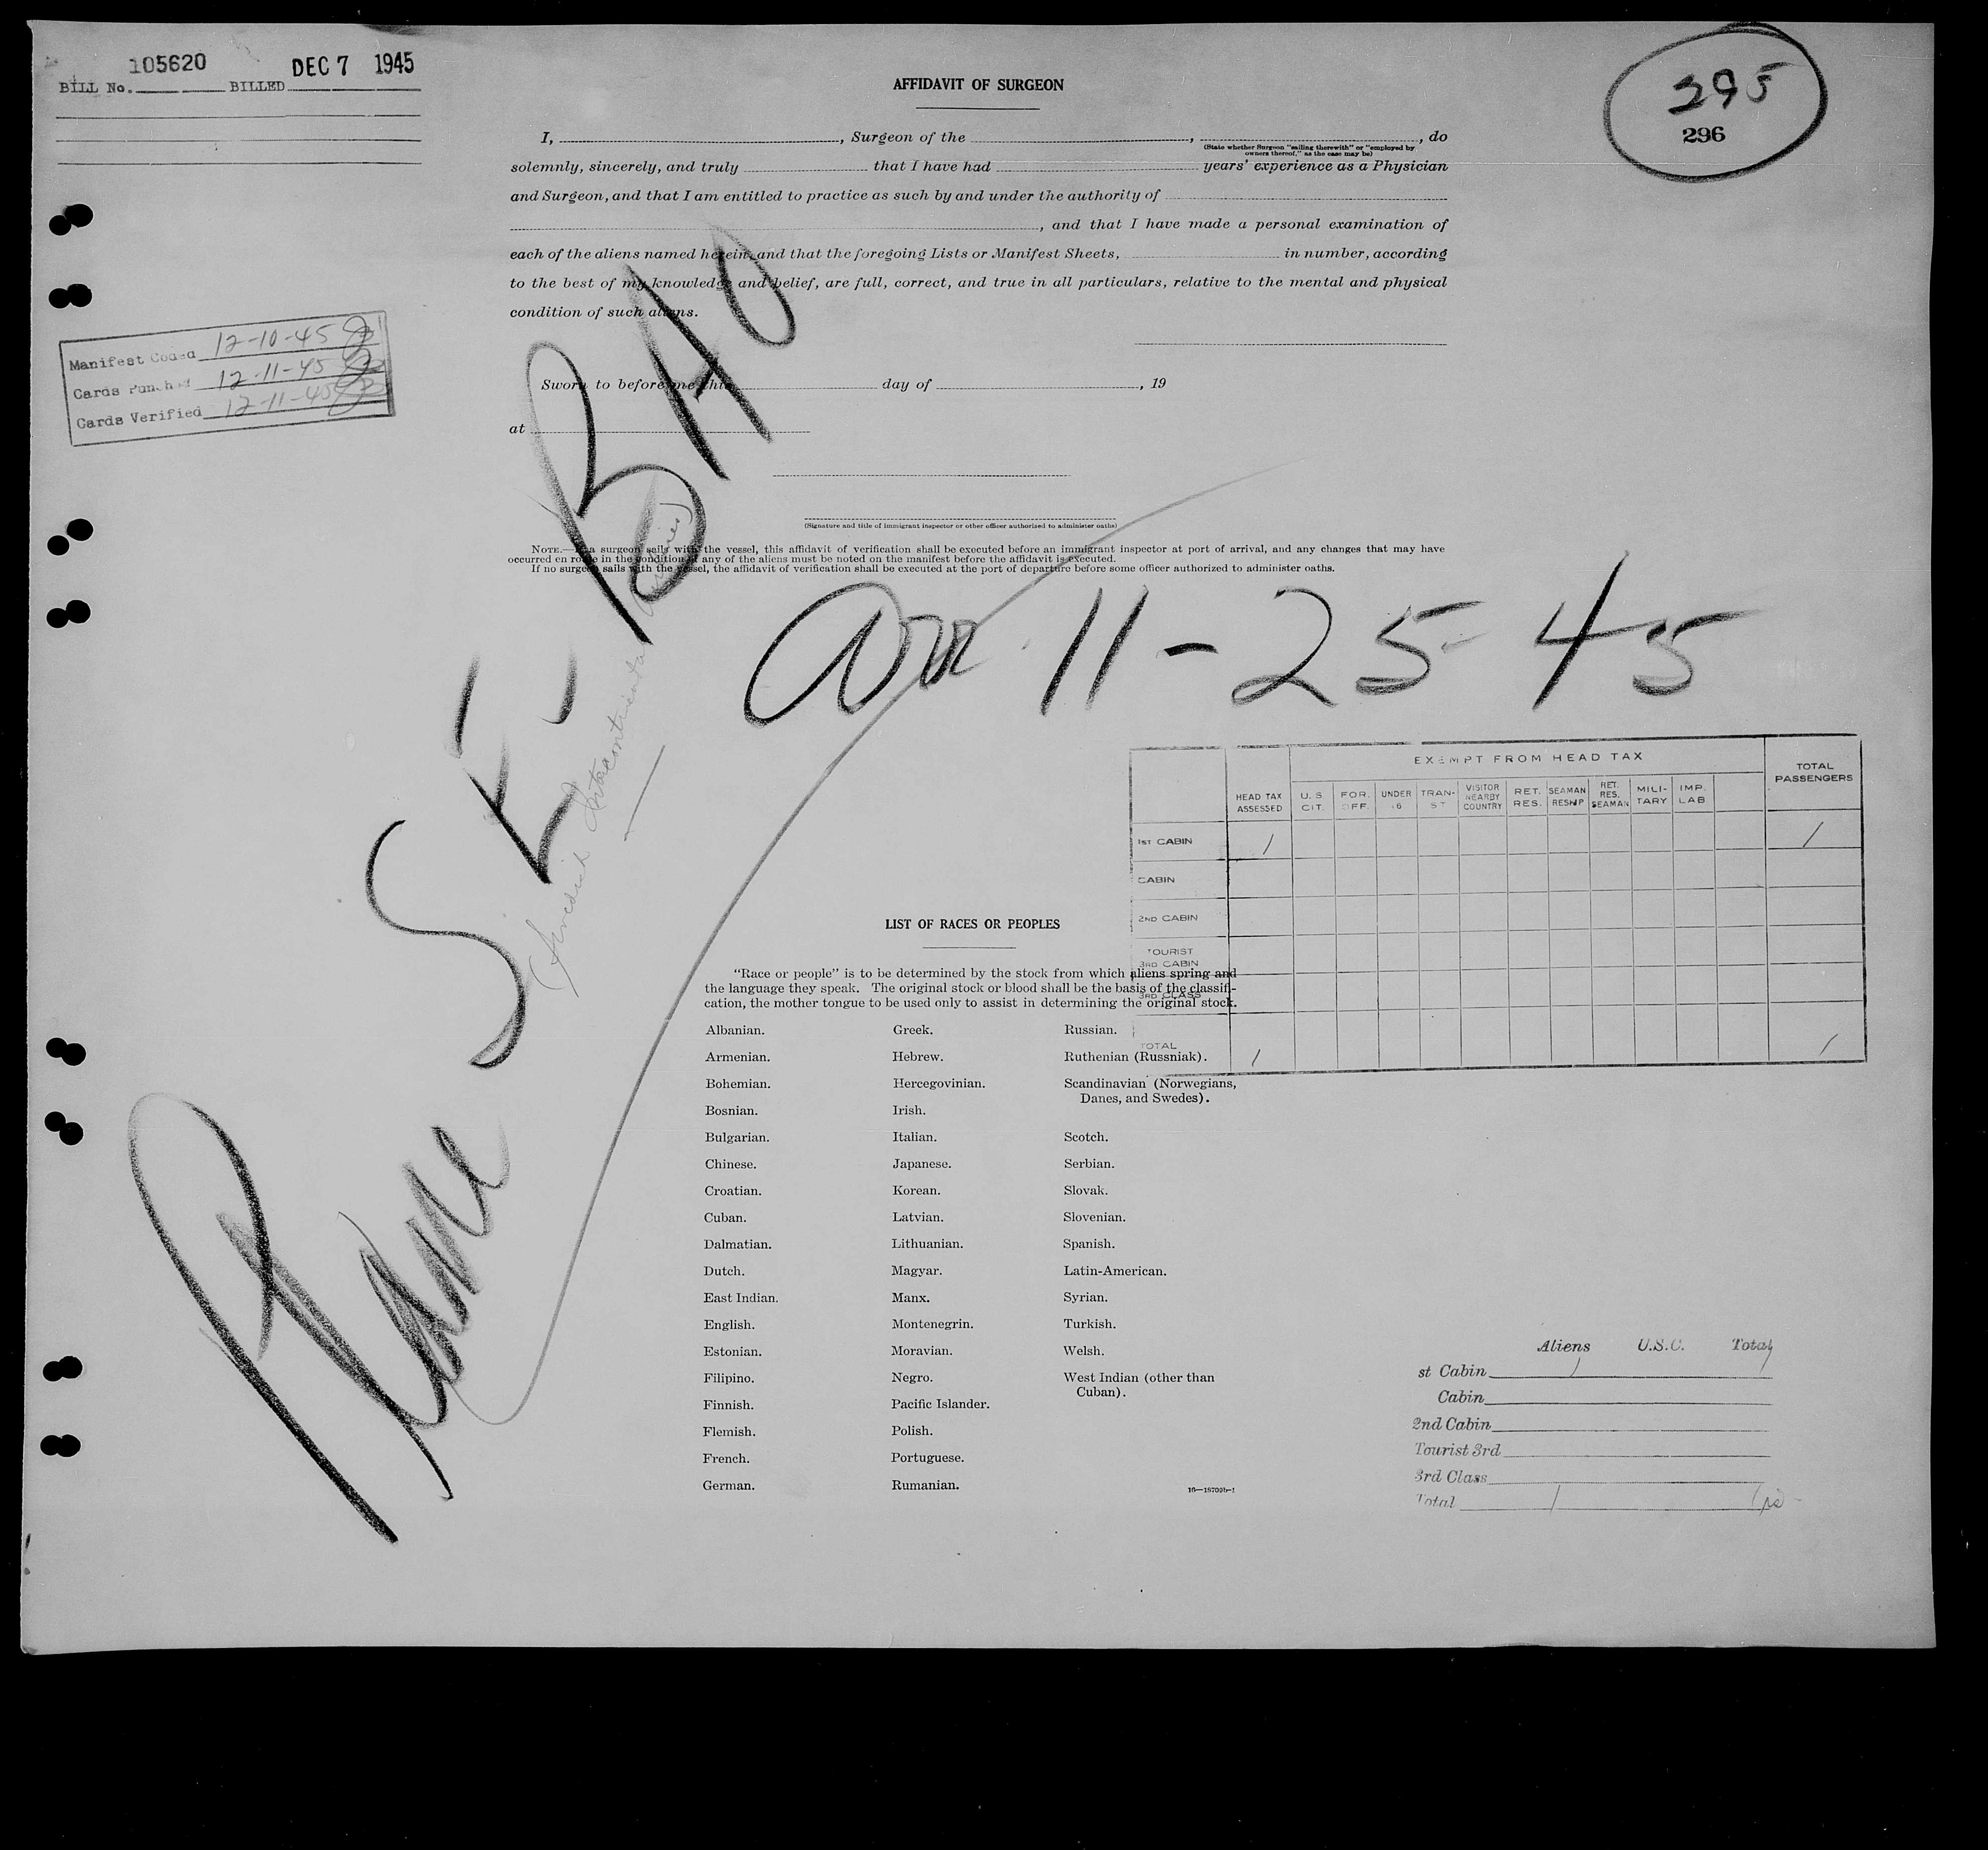 105620 DEC 7 1945
BILL No. BILLED
295
296
AFFIDAVIT OF SURGEON
I, , Surgeon of the , , do
(State whether Surgeon "sailing therewith" or "employed by
owners thereof," as the case may be)
solemnly, sincerely, and truly that I have had years' experience as a Physician
and Surgeon, and that I am entitled to practice as such by and under the authority of
, and that I have made a personal examination of
each of the aliens named herein, and that the foregoing Lists or Manifest Sheets, in number, according
to the best of my knowledge and belief, are full, correct, and true in all particulars, relative to the mental and physical
condition of such aliens.
Manifest Coded 12-10-45
Cards Punched 12-11-45
Cards Verified 12-11-45
Sworn to before me this day of , 19
at
(Signature and title of immigrant inspector or other officer authorized to administer oaths)
NOTE.—If a surgeon sails with the vessel, this affidavit of verification shall be executed before an immigrant inspector at port of arrival, and any changes that may have
occurred en route in the condition of any of the aliens must be noted on the manifest before the affidavit is executed.
If no surgeon sails with the vessel, the affidavit of verification shall be executed at the port of departure before some officer authorized to administer oaths.
Plane SE-BAO
(Swedish Intercontinental Airlines)
Arr 11-25-45
EXEMPT FROM HEAD TAX
HEAD TAX ASSESSED U.S. CIT. FOR. OFF. UNDER 16 TRAN-ST VISITOR NEARBY COUNTRY RET. RES. SEAMAN RESHIP RET. RES. SEAMAN MILI-TARY IMP. LAB TOTAL PASSENGERS
1ST CABIN 1 1
CABIN
2ND CABIN
TOURIST
3RD CABIN
3RD CLASS
TOTAL 1 1
LIST OF RACES OR PEOPLES
"Race or people" is to be determined by the stock from which aliens spring and
the language they speak. The original stock or blood shall be the basis of the classifi-
cation, the mother tongue to be used only to assist in determining the original stock.
Albanian. Greek. Russian.
Armenian. Hebrew. Ruthenian (Russniak).
Bohemian. Hercegovinian. Scandinavian (Norwegians,
Danes, and Swedes).
Bosnian. Irish.
Bulgarian. Italian. Scotch.
Chinese. Japanese. Serbian.
Croatian. Korean. Slovak.
Cuban. Latvian. Slovenian.
Dalmatian. Lithuanian. Spanish.
Dutch. Magyar. Latin-American.
East Indian. Manx. Syrian.
English. Montenegrin. Turkish.
Estonian. Moravian. Welsh.
Filipino. Negro. West Indian (other than
Cuban).
Finnish. Pacific Islander.
Flemish. Polish.
French. Portuguese.
German. Rumanian.
16—18709b-1
Aliens U.S.C. Total
st Cabin 1 1
Cabin
2nd Cabin
Tourist 3rd
3rd Class
Total 1 1